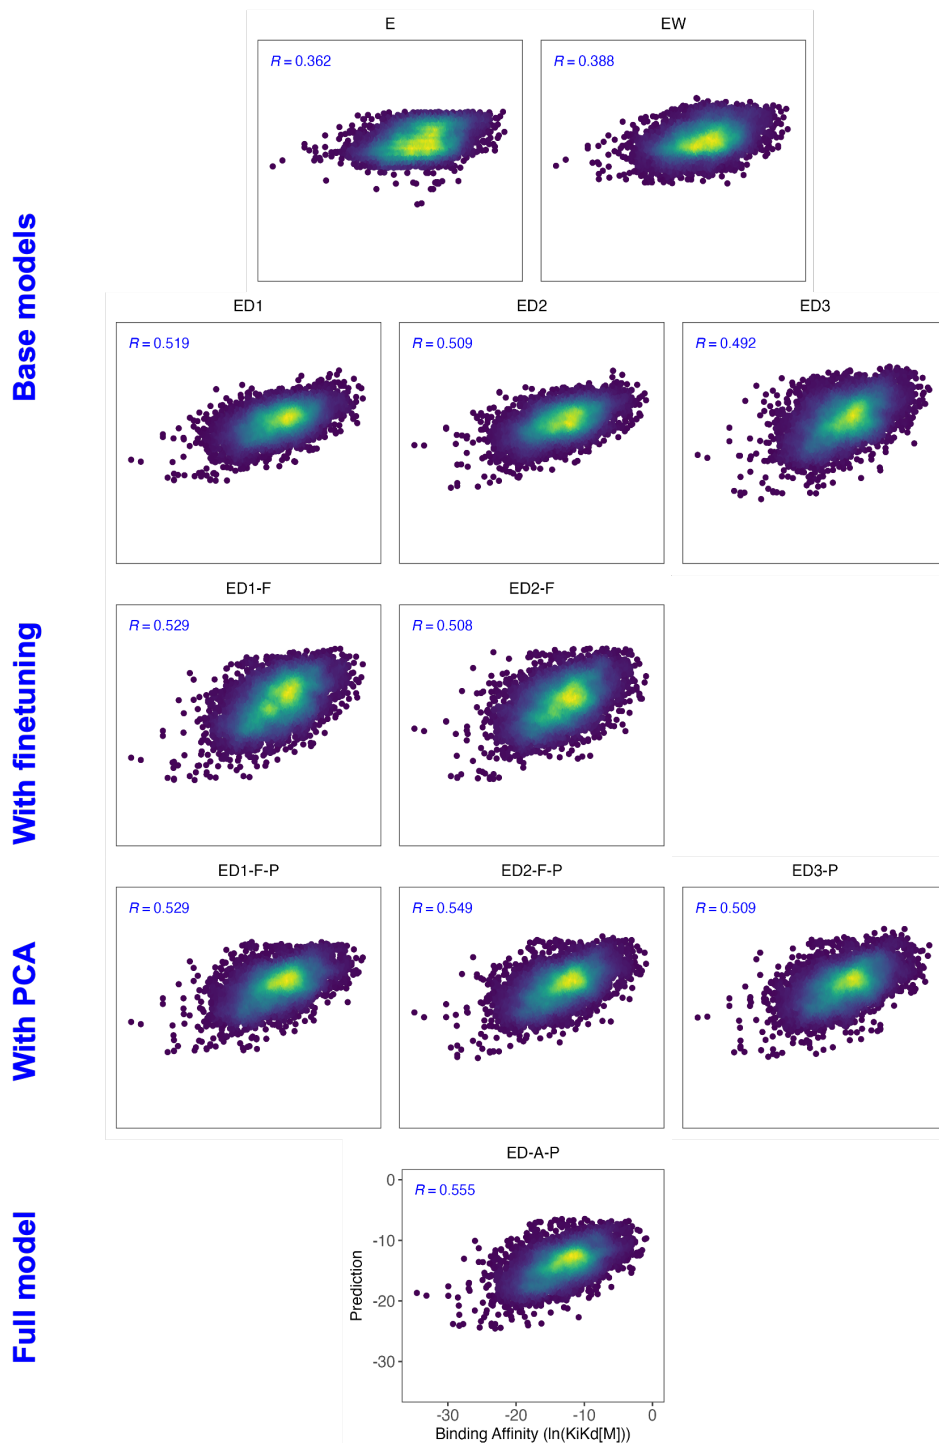 Base models
E
R = 0.362
EW
R = 0.388
ED1
R = 0.519
ED2
R = 0.509
ED3
R = 0.492
With finetuning
ED1-F
R = 0.529
ED2-F
R = 0.508
With PCA
ED1-F-P
R = 0.529
ED2-F-P
R = 0.549
ED3-P
R = 0.509
Full model
ED-A-P
R = 0.555
Prediction
0
-10
-20
-30
-30 -20 -10 0
Binding Affinity (ln(KiKd[M]))